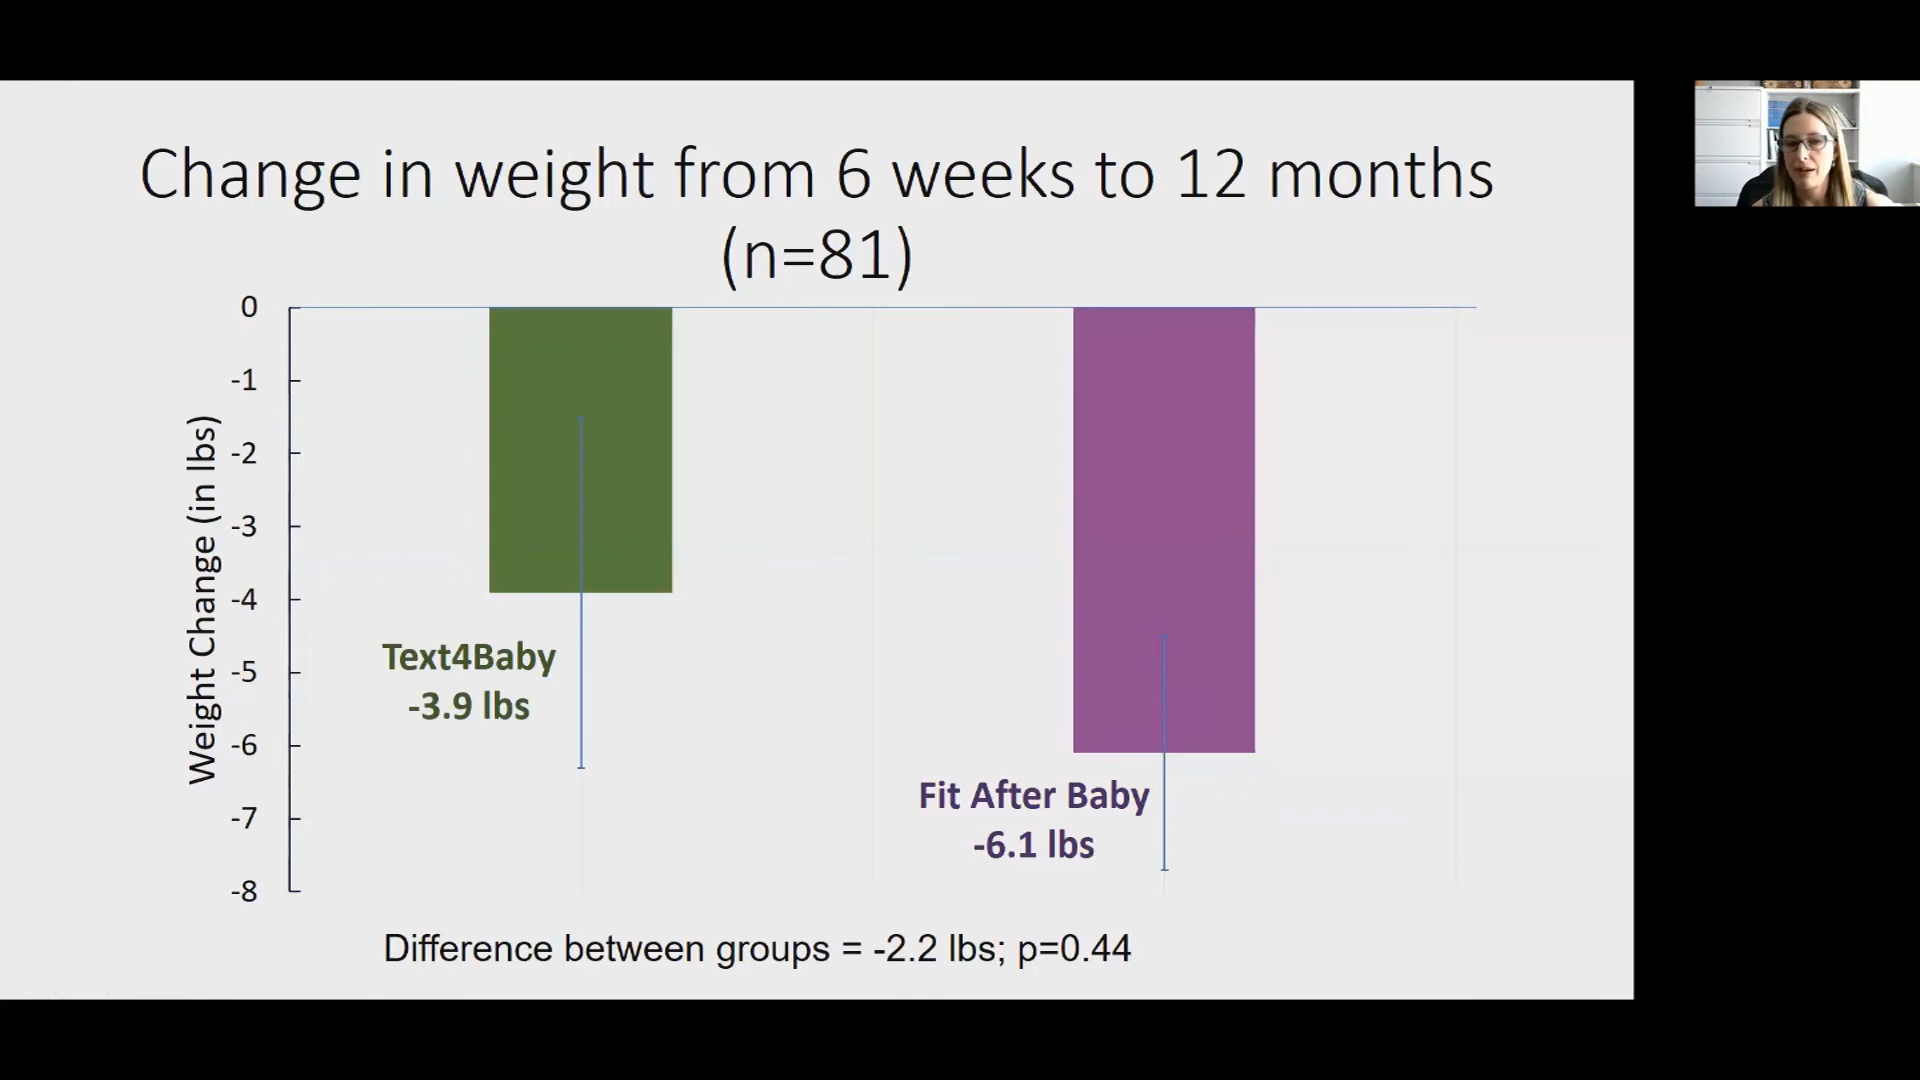 Change in weight from 6 weeks to 12 months
(n=81)
0
-1
-2
-3
-4
-5
-6
-7
-8
Weight Change (in lbs)
Text4Baby
-3.9 lbs
Fit After Baby
-6.1 lbs
Difference between groups = -2.2 lbs; p=0.44